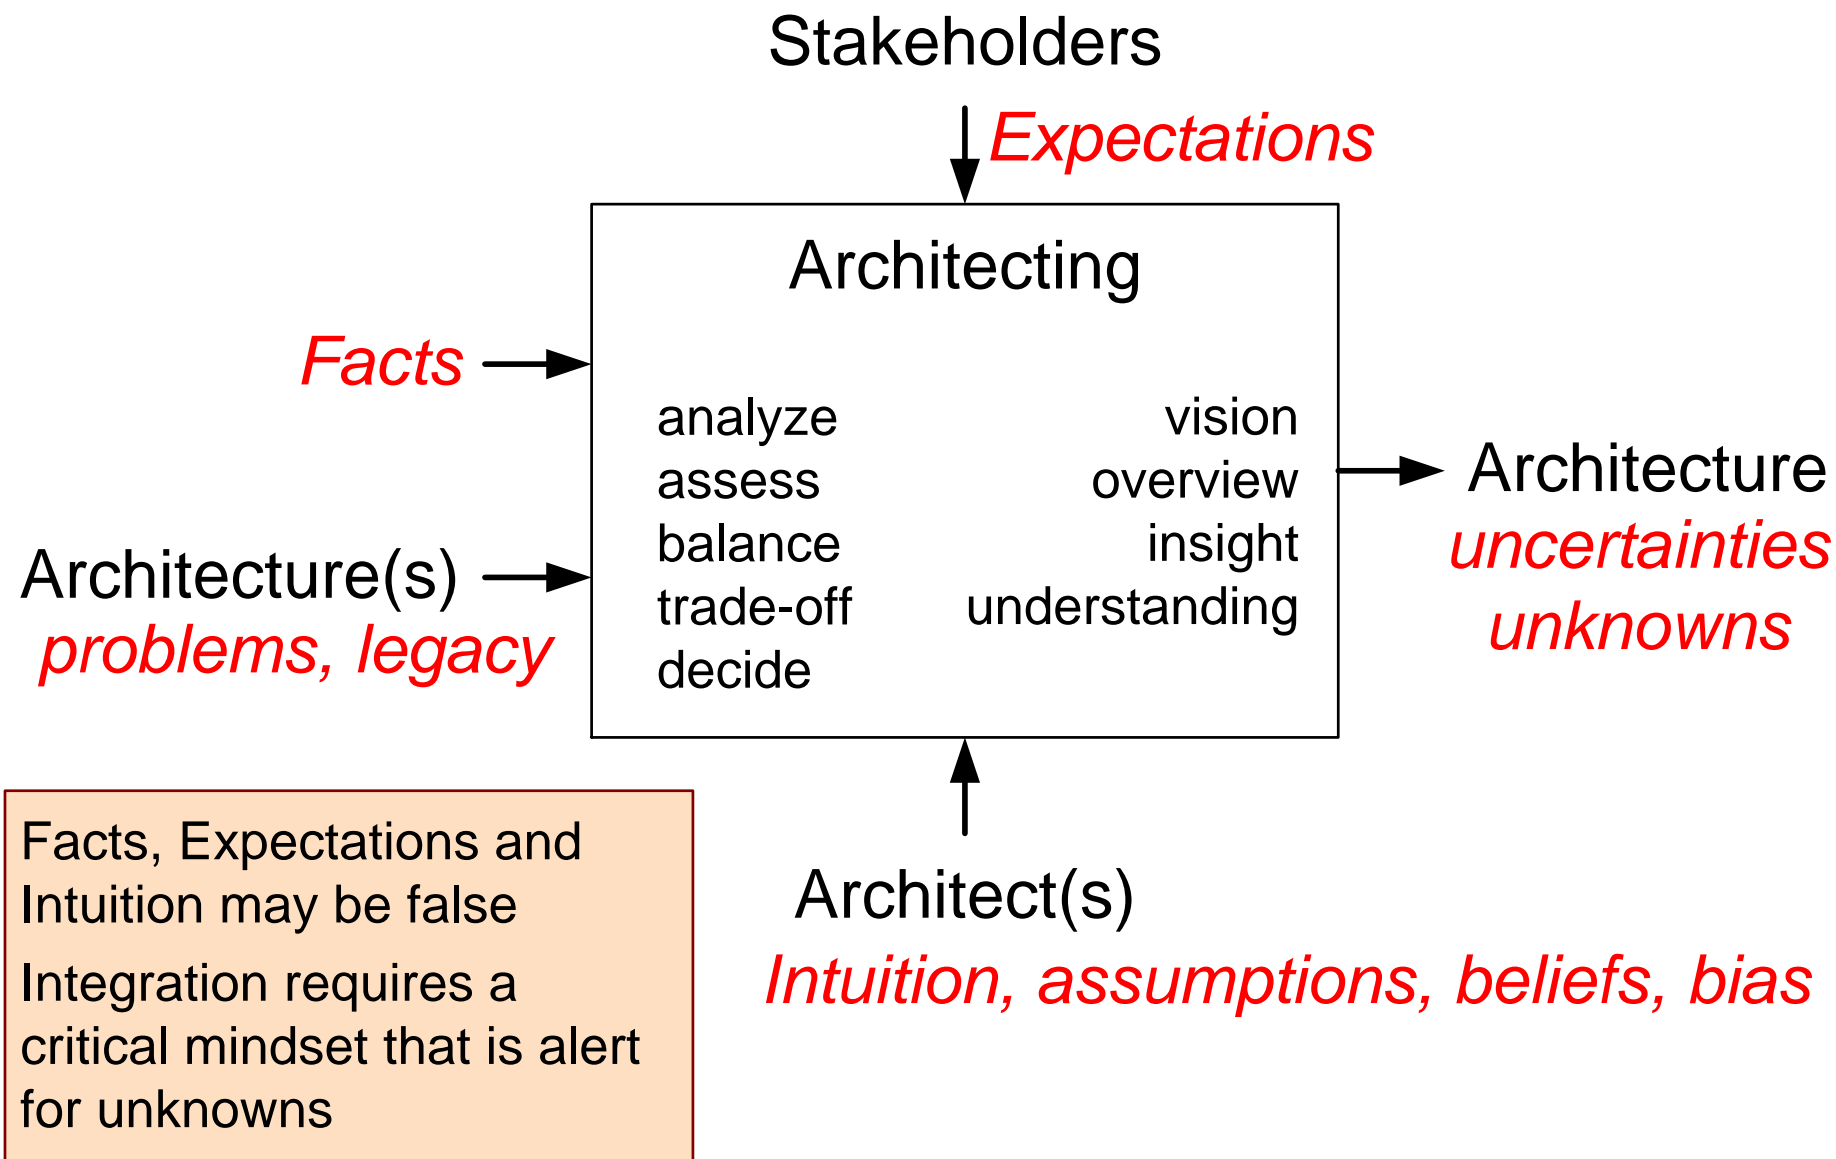 Stakeholders
Expectations
Architecting
Facts
analyze
assess
balance
trade-off
decide
vision
overview
insight
understanding
Architecture(s)
problems, legacy
Architecture
uncertainties
unknowns
Architect(s)
Intuition, assumptions, beliefs, bias
Facts, Expectations and
Intuition may be false
Integration requires a
critical mindset that is alert
for unknowns